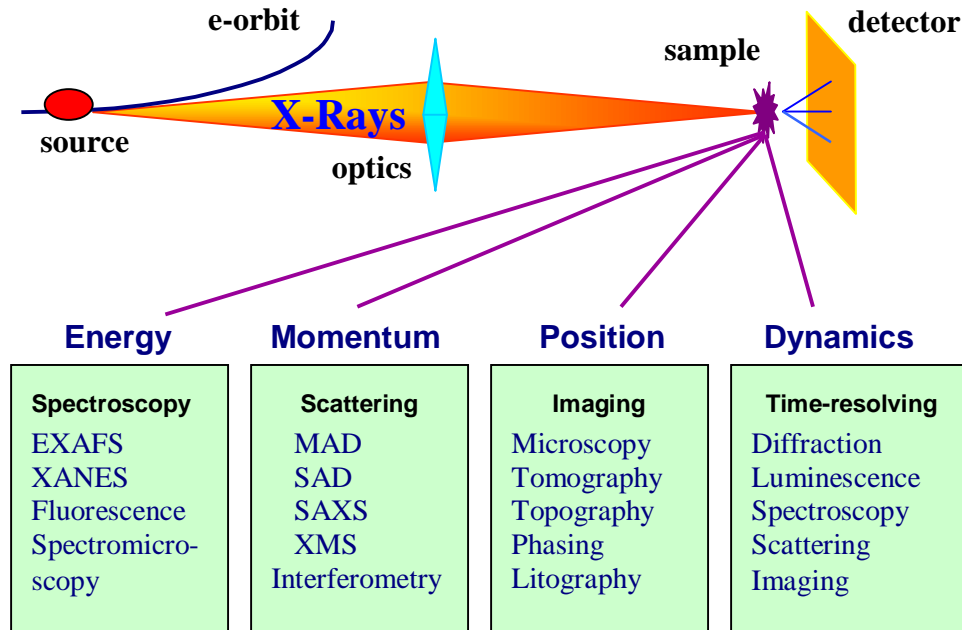 e-orbit
detector
sample
X-Rays
source
optics
Energy
Momentum
Position
Dynamics
Spectroscopy
EXAFS
XANES
Fluorescence
Spectromicro-
scopy
Scattering
MAD
SAD
SAXS
XMS
Interferometry
Imaging
Microscopy
Tomography
Topography
Phasing
Litography
Time-resolving
Diffraction
Luminescence
Spectroscopy
Scattering
Imaging